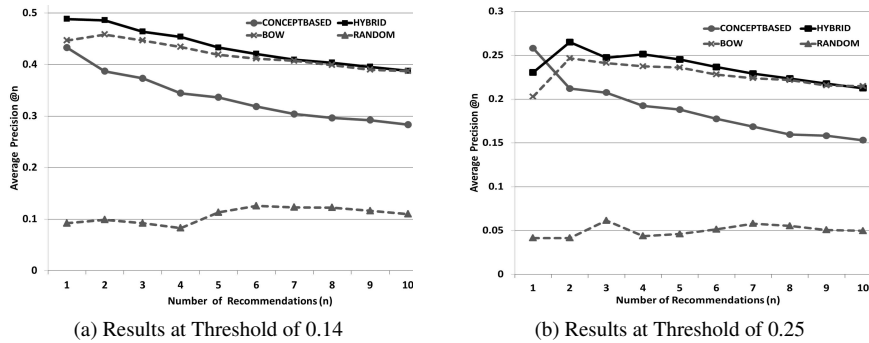 0.5
0.4
0.3
0.2
0.1
0
Average Precision @n
CONCEPTBASED HYBRID
BOW RANDOM
1 2 3 4 5 6 7 8 9 10
Number of Recommendations (n)
(a) Results at Threshold of 0.14
0.3
0.25
0.2
0.15
0.1
0.05
0
Average Precision @n
CONCEPTBASED HYBRID
BOW RANDOM
1 2 3 4 5 6 7 8 9 10
Number of Recommendations (n)
(b) Results at Threshold of 0.25